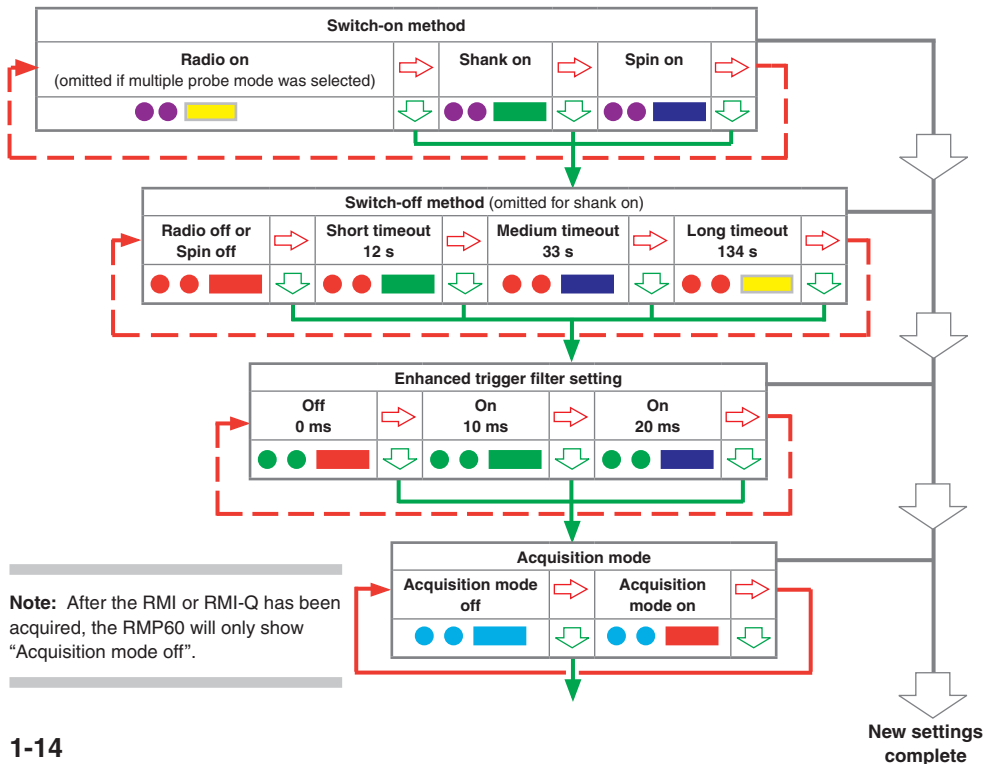 Switch-on method
Radio on
(omitted if multiple probe mode was selected)
Shank on
Spin on
Switch-off method (omitted for shank on)
Radio off or
Spin off
Short timeout
12 s
Medium timeout
33 s
Long timeout
134 s
Enhanced trigger filter setting
Off
0 ms
On
10 ms
On
20 ms
Acquisition mode
Acquisition mode
off
Acquisition
mode on
Note: After the RMI or RMI-Q has been
acquired, the RMP60 will only show
“Acquisition mode off”.
New settings
complete
1-14